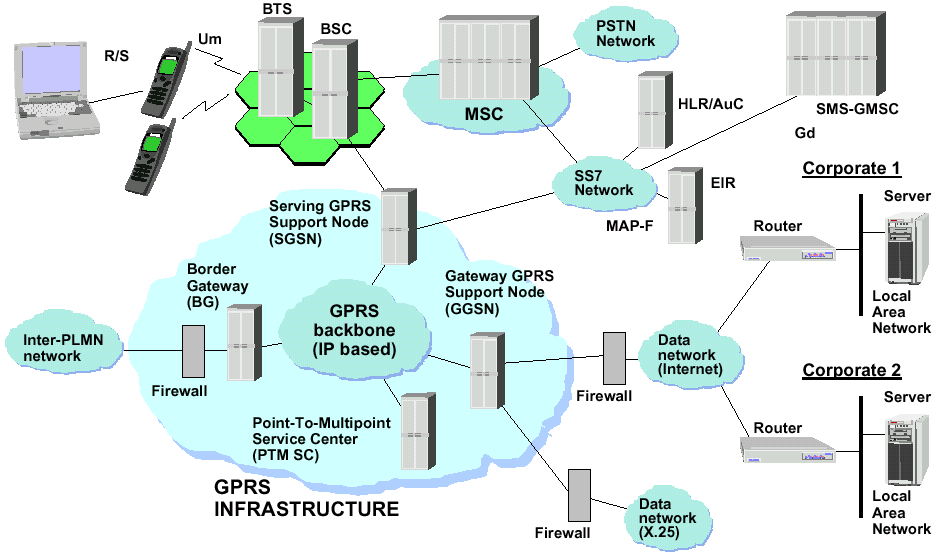 BTS
BSC
R/S
Um
PSTN
Network
MSC
HLR/AuC
SMS-GMSC
Gd
SS7
Network
EIR
MAP-F
Corporate 1
Server
Router
Local
Area
Network
Serving GPRS
Support Node
(SGSN)
Border
Gateway
(BG)
Gateway GPRS
Support Node
(GGSN)
GPRS
backbone
(IP based)
Inter-PLMN
network
Firewall
Data
network
(Internet)
Firewall
Corporate 2
Server
Router
Local
Area
Network
Point-To-Multipoint
Service Center
(PTM SC)
GPRS
INFRASTRUCTURE
Firewall
Data
network
(X.25)